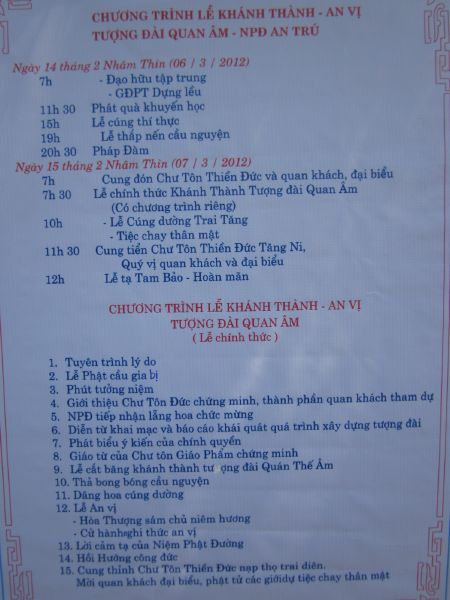 CHƯƠNG TRÌNH LỄ KHÁNH THÀNH - AN VỊ
TƯỢNG ĐÀI QUAN ÂM - NPĐ AN TRÚ
Ngày 14 tháng 2 Nhâm Thìn (06 / 3 / 2012)
7h - Đạo hữu tập trung
- GĐPT Dựng lều
11h 30 Phát quà khuyến học
15h Lễ cúng thí thực
19h Lễ thắp nến cầu nguyện
20h 30 Pháp Đàm
Ngày 15 tháng 2 Nhâm Thìn (07 / 3 / 2012)
7h Cung đón Chư Tôn Thiền Đức và quan khách, đại biểu
7h 30 Lễ chính thức Khánh Thành Tượng đài Quan Âm
(Có chương trình riêng)
10h - Lễ Cúng dường Trai Tăng
- Tiệc chay thân mật
11h 30 Cung tiễn Chư Tôn Thiền Đức Tăng Ni,
Quý vị quan khách và đại biểu
12h Lễ tạ Tam Bảo - Hoàn mãn
CHƯƠNG TRÌNH LỄ KHÁNH THÀNH - AN VỊ
TƯỢNG ĐÀI QUAN ÂM
( Lễ chính thức )
1. Tuyên trình lý do
2. Lễ Phật cầu gia bị
3. Phút tưởng niệm
4. Giới thiệu Chư Tôn Đức chứng minh, thành phần quan khách tham dự
5. NPĐ tiếp nhận lẵng hoa chức mừng
6. Diễn từ khai mạc và báo cáo khái quát quá trình xây dựng tượng đài
7. Phát biểu ý kiến của chính quyền
8. Giáo từ của Chư tôn Giáo Phẩm chứng minh
9. Lễ cắt băng khánh thành tượng đài Quán Thế Âm
10. Thả bong bóng cầu nguyện
11. Dâng hoa cúng dường
12. Lễ An vị
- Hòa Thượng sám chủ niêm hương
- Cử hành nghi thức an vị
13. Lời cảm tạ của Niệm Phật Đường
14. Hồi Hướng công đức
15. Cung thỉnh Chư Tôn Thiền Đức nạp thọ trai diên.
Mời quan khách đại biểu, phật tử các giới dự tiệc chay thân mật